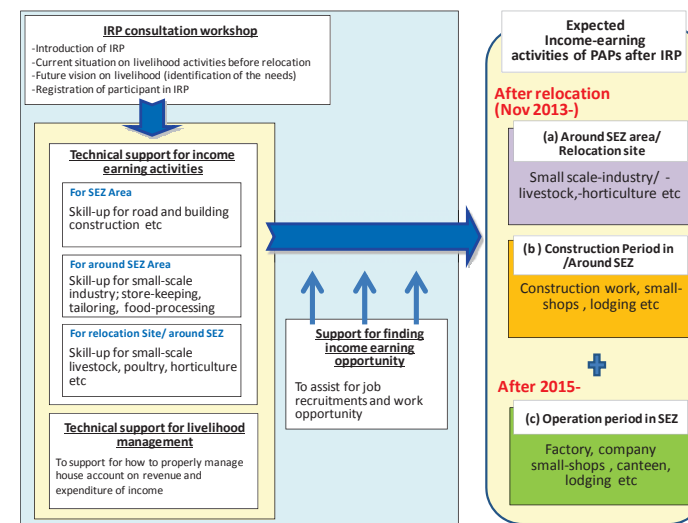 IRP consultation workshop
-Introduction of IRP
-Current situation on livelihood activities before relocation
-Future vision on livelihood (identification of the needs)
-Registration of participant in IRP
Technical support for income
earning activities
For SEZ Area
Skill-up for road and building
construction etc
For around SEZ Area
Skill-up for small-scale
industry; store-keeping,
tailoring, food-processing
For relocation Site/ around SEZ
Skill-up for small-scale
livestock, poultry, horticulture
etc
Technical support for livelihood
management
To support for how to properly manage
house account on revenue and
expenditure of income
Support for finding
income earning
opportunity
To assist for job
recruitments and work
opportunity
Expected
Income-earning
activities of PAPs after IRP
After relocation
(Nov 2013-)
(a) Around SEZ area/
Relocation site
Small scale-industry/ -
livestock,-horticulture etc
(b ) Construction Period in
/Around SEZ
Construction work, small-
shops , lodging etc
After 2015-
(c) Operation period in SEZ
Factory, company
small-shops , canteen,
lodging etc